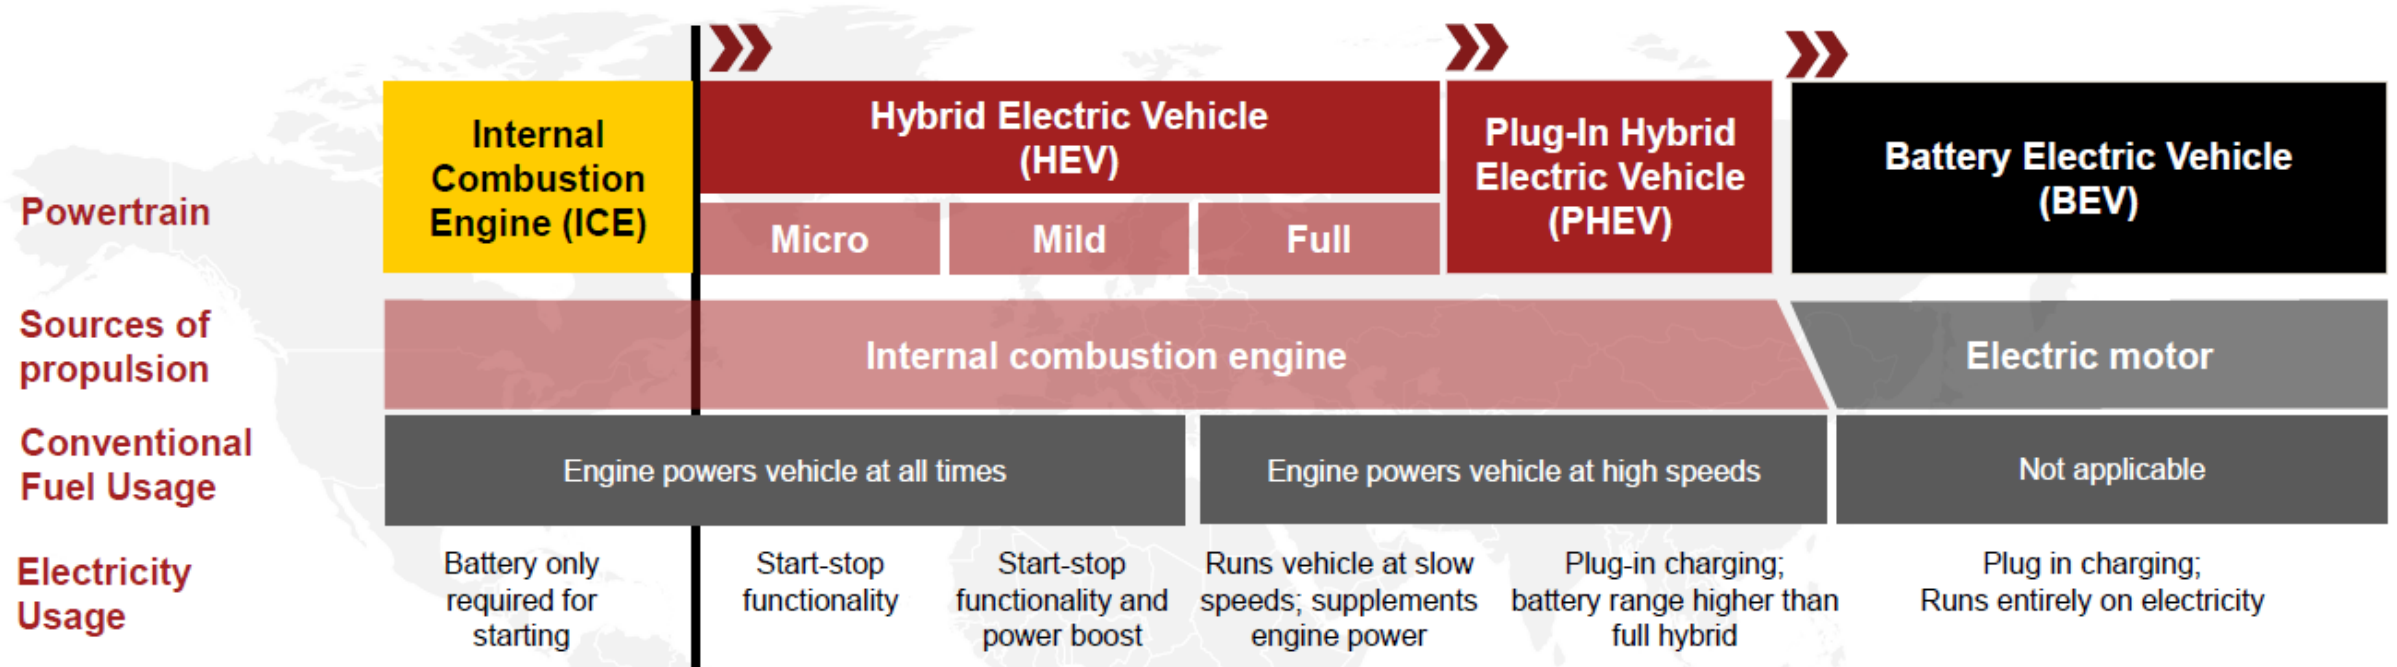 Powertrain
Internal
Combustion
Engine (ICE)
Hybrid Electric Vehicle
(HEV)
Micro
Mild
Full
Plug-In Hybrid
Electric Vehicle
(PHEV)
Battery Electric Vehicle
(BEV)
Sources of
propulsion
Internal combustion engine
Electric motor
Conventional
Fuel Usage
Engine powers vehicle at all times
Engine powers vehicle at high speeds
Not applicable
Electricity
Usage
Battery only
required for
starting
Start-stop
functionality
Start-stop
functionality and
power boost
Runs vehicle at slow
speeds; supplements
engine power
Plug-in charging;
battery range higher than
full hybrid
Plug in charging;
Runs entirely on electricity